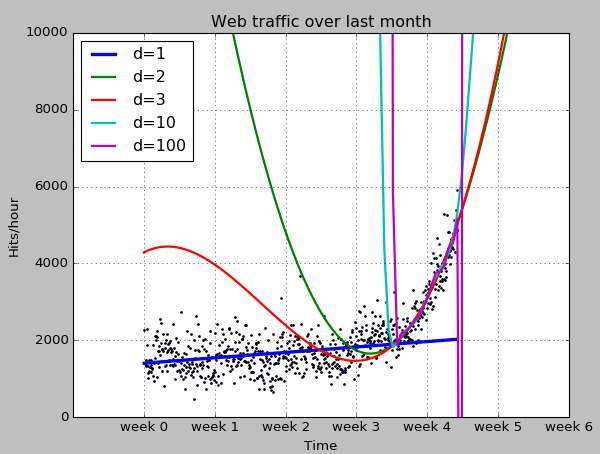 Web traffic over last month
10000
8000
6000
4000
2000
0
Hits/hour
d=1
d=2
d=3
d=10
d=100
week 0 week 1 week 2 week 3 week 4 week 5 week 6
Time